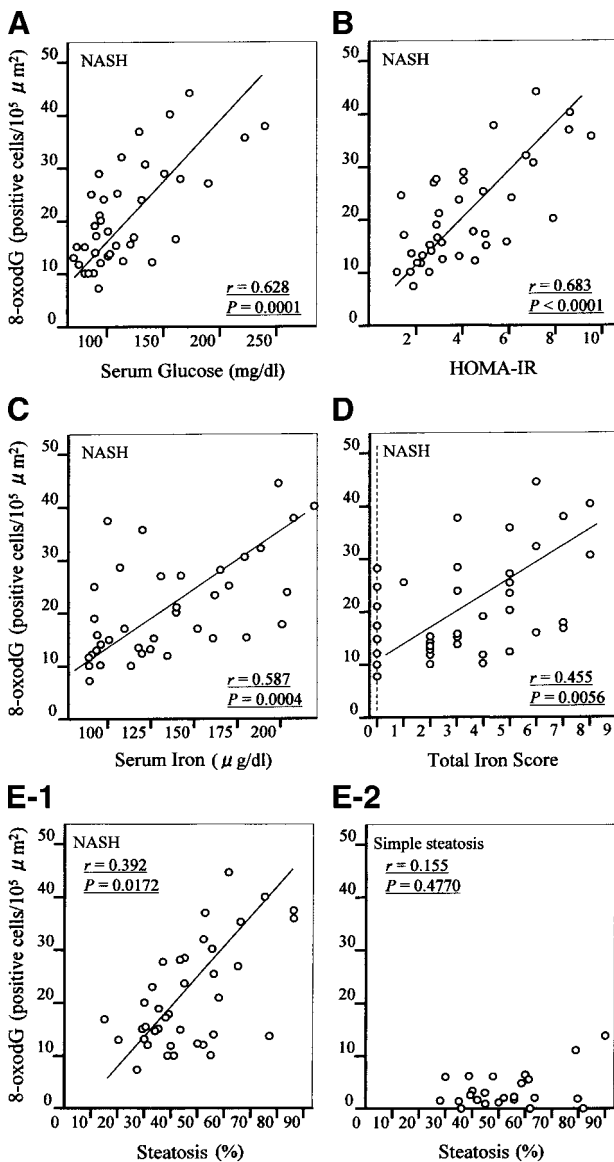 A
NASH
8-oxodG (positive cells/10⁵ μm²)
50
40
30
20
10
0
r = 0.628
P = 0.0001
100 150 200 250
Serum Glucose (mg/dl)
B
NASH
50
40
30
20
10
0
r = 0.683
P < 0.0001
2 4 6 8 10
HOMA-IR
C
NASH
8-oxodG (positive cells/10⁵ μm²)
50
40
30
20
10
0
r = 0.587
P = 0.0004
100 125 150 175 200
Serum Iron (μg/dl)
D
NASH
50
40
30
20
10
0
r = 0.455
P = 0.0056
0 1 2 3 4 5 6 7 8 9
Total Iron Score
E-1
NASH
r = 0.392
P = 0.0172
8-oxodG (positive cells/10⁵ μm²)
50
40
30
20
10
0
10 20 30 40 50 60 70 80 90
Steatosis (%)
E-2
Simple steatosis
r = 0.155
P = 0.4770
50
40
30
20
10
0
10 20 30 40 50 60 70 80 90
Steatosis (%)